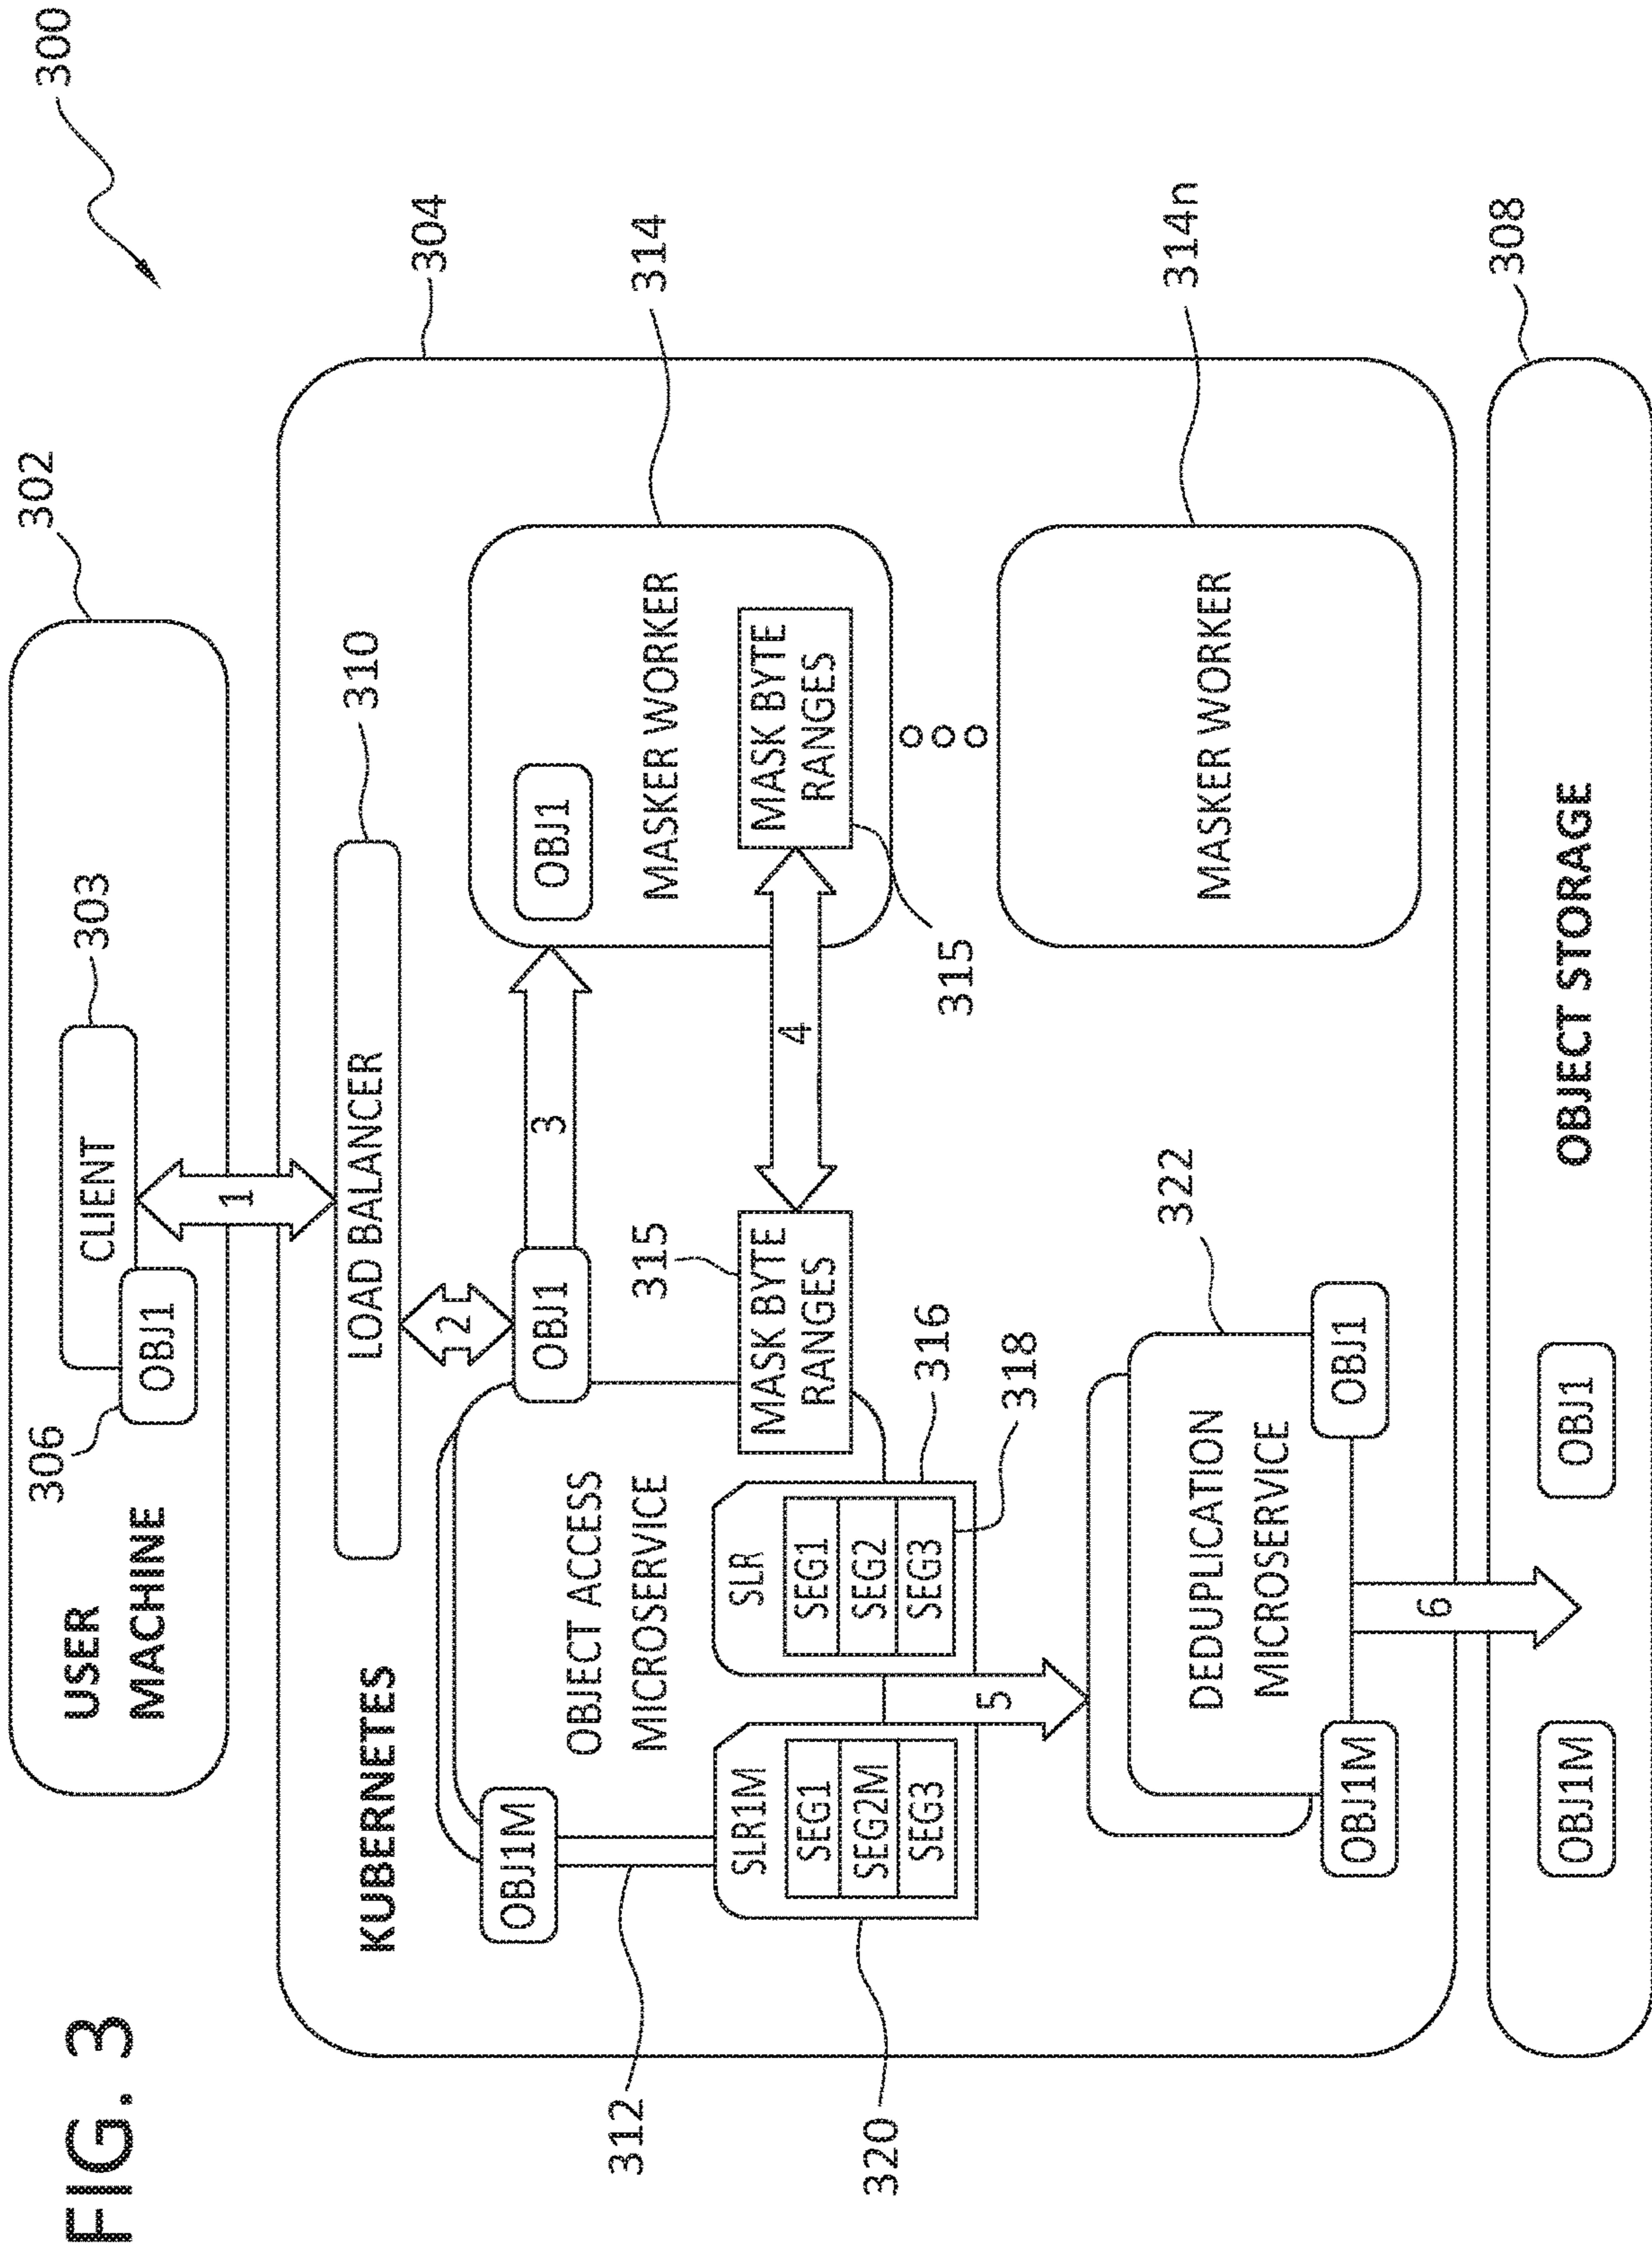 FIG. 3
300
302
USER
MACHINE
CLIENT
303
OBJ1
306
1
304
KUBERNETES
LOAD BALANCER
310
2
OBJ1M
OBJ1
3
OBJ1
314
312
OBJECT ACCESS
MICROSERVICE
MASKER WORKER
315
MASK BYTE
RANGES
4
MASK BYTE
RANGES
315
SLR1M
SEG1
SEG2M
SEG3
320
SLR
SEG1
SEG2
SEG3
316
318
5
DEDUPLICATION
MICROSERVICE
322
OBJ1M
OBJ1
MASKER WORKER
314n
6
308
OBJ1M
OBJ1
OBJECT STORAGE